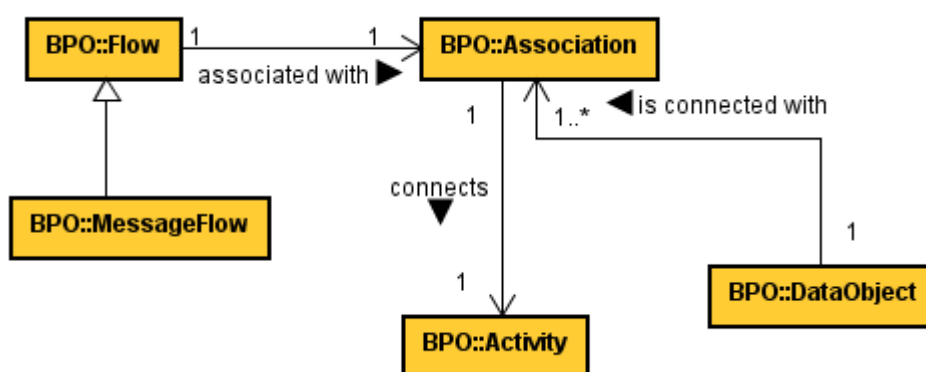 BPO::Flow
1
1
BPO::Association
associated with
1
1..*
is connected with
connects
BPO::MessageFlow
1
1
BPO::DataObject
BPO::Activity